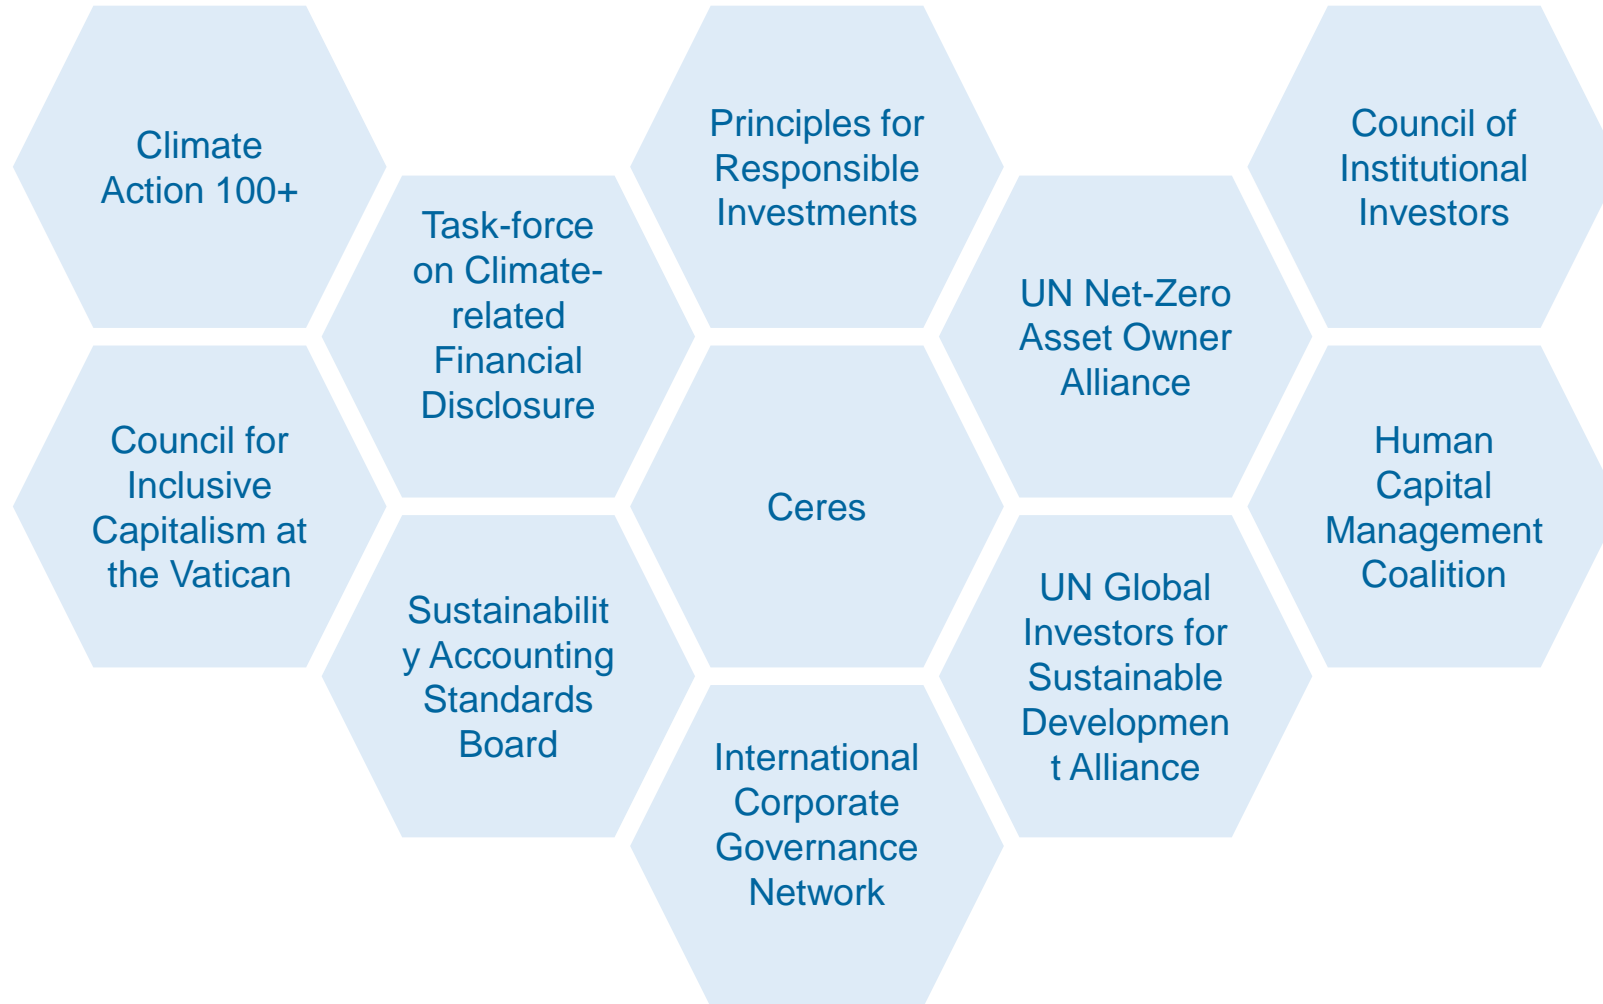 Climate
Action 100+
Task-force
on Climate-
related
Financial
Disclosure
Principles for
Responsible
Investments
UN Net-Zero
Asset Owner
Alliance
Council of
Institutional
Investors
Council for
Inclusive
Capitalism at
the Vatican
Sustainabilit
y Accounting
Standards
Board
Ceres
International
Corporate
Governance
Network
UN Global
Investors for
Sustainable
Developmen
t Alliance
Human
Capital
Management
Coalition